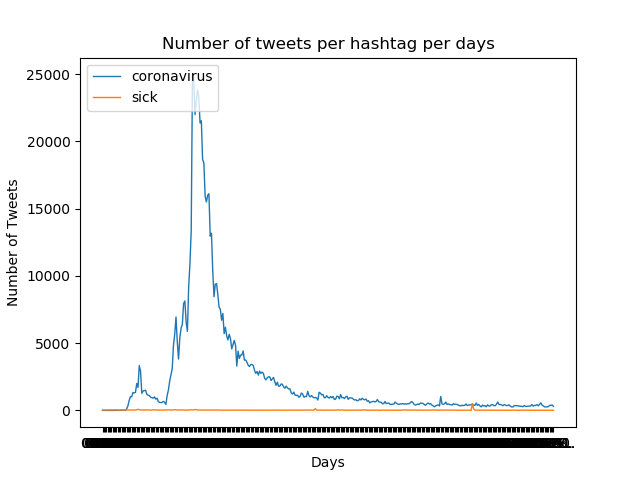 Number of tweets per hashtag per days
coronavirus
sick
25000
20000
15000
10000
5000
0
Number of Tweets
Days